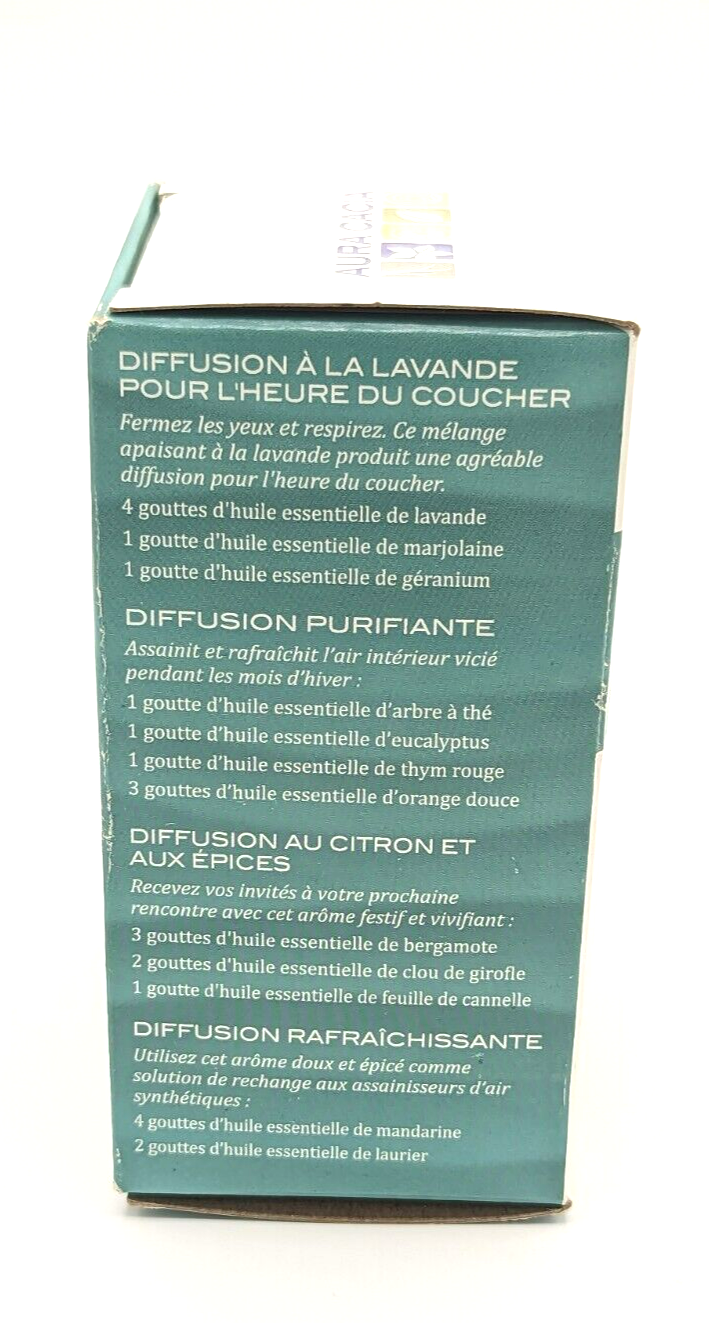 AURA CACIA
DIFFUSION À LA LAVANDE
POUR L'HEURE DU COUCHER
Fermez les yeux et respirez. Ce mélange
apaisant à la lavande produit une agréable
diffusion pour l'heure du coucher.
4 gouttes d'huile essentielle de lavande
1 goutte d'huile essentielle de marjolaine
1 goutte d'huile essentielle de géranium
DIFFUSION PURIFIANTE
Assainit et rafraîchit l'air intérieur vicié
pendant les mois d'hiver :
1 goutte d'huile essentielle d'arbre à thé
1 goutte d'huile essentielle d'eucalyptus
1 goutte d'huile essentielle de thym rouge
3 gouttes d'huile essentielle d'orange douce
DIFFUSION AU CITRON ET
AUX ÉPICES
Recevez vos invités à votre prochaine
rencontre avec cet arôme festif et vivifiant :
3 gouttes d'huile essentielle de bergamote
2 gouttes d'huile essentielle de clou de girofle
1 goutte d'huile essentielle de feuille de cannelle
DIFFUSION RAFRAÎCHISSANTE
Utilisez cet arôme doux et épicé comme
solution de rechange aux assainisseurs d'air
synthétiques :
4 gouttes d'huile essentielle de mandarine
2 gouttes d'huile essentielle de laurier